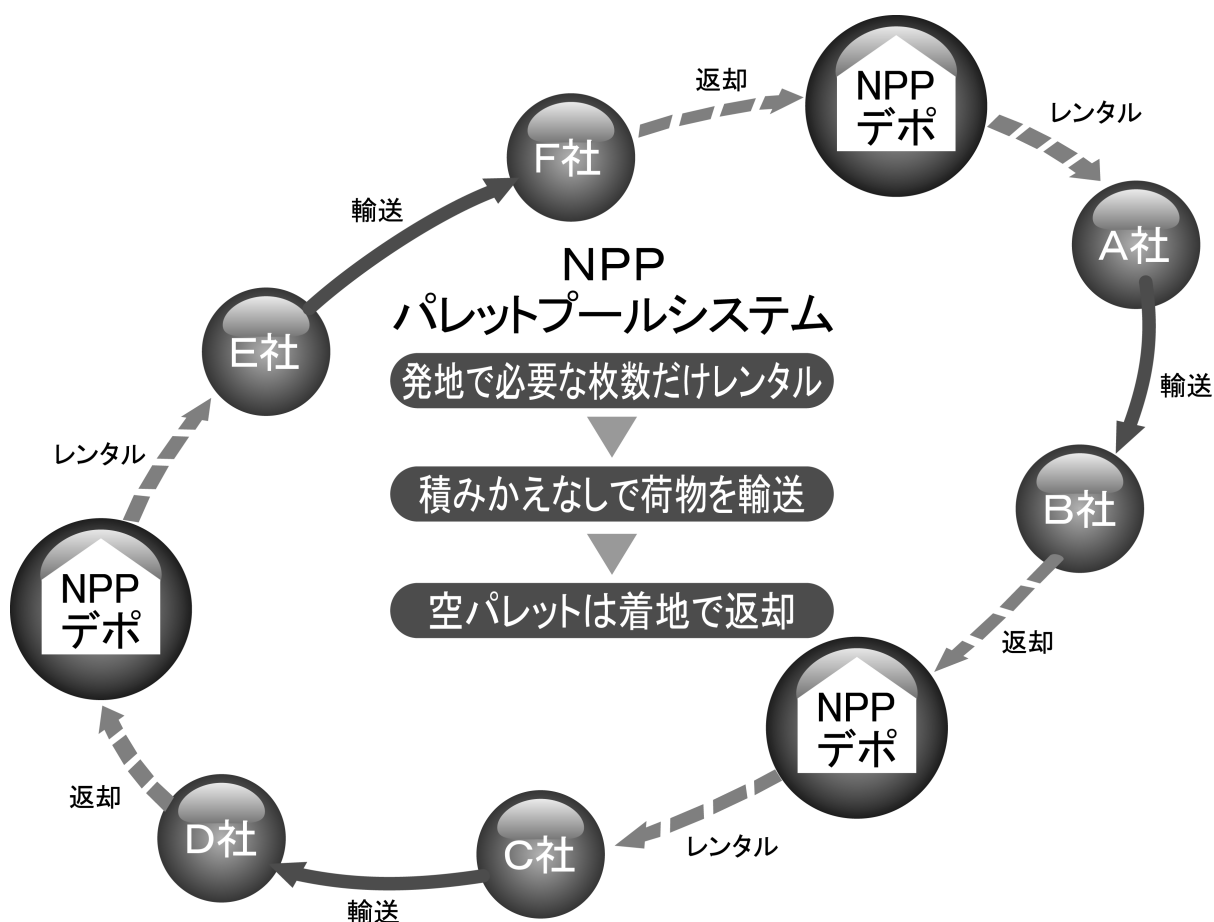 NPP
パレットプールシステム
発地で必要な枚数だけレンタル
積みかえなしで荷物を輸送
空パレットは着地で返却
NPP
デポ
レンタル
A社
輸送
B社
返却
NPP
デポ
レンタル
C社
輸送
D社
返却
NPP
デポ
レンタル
E社
輸送
F社
返却